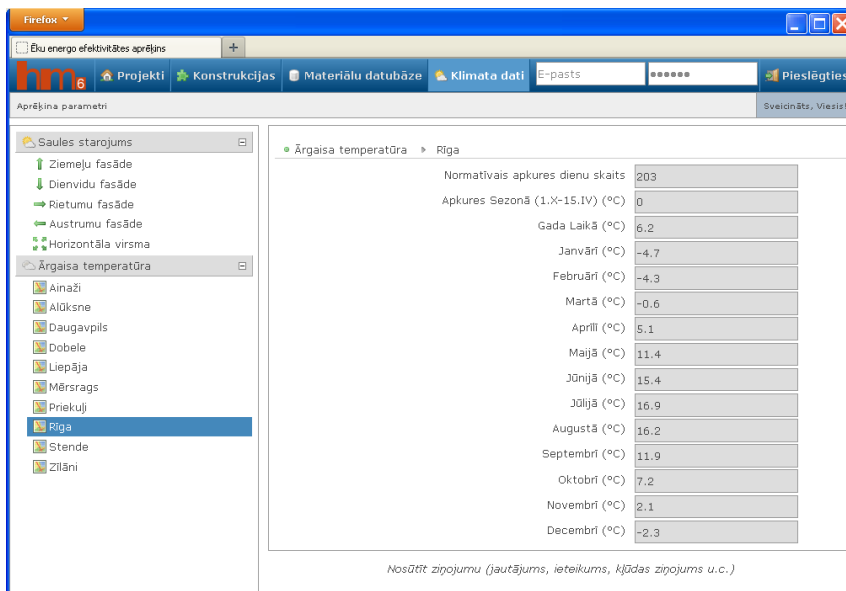 Firefox
Ēku energo efektivitātes aprēķins +
hm6 Projekti Konstrukcijas Materiālu datubāze Klimata dati E-pasts •••••• Pieslēgties
Aprēķina parametri Sveicināts, Viesis!
Saules starojums
Ziemeļu fasāde
Dienvidu fasāde
Rietumu fasāde
Austrumu fasāde
Horizontāla virsma
Ārgaisa temperatūra
Ainaži
Alūksne
Daugavpils
Dobele
Liepāja
Mērsrags
Priekuļi
Rīga
Stende
Zīlāni
Ārgaisa temperatūra Rīga
Normatīvais apkures dienu skaits 203
Apkures Sezonā (1.X-15.IV) (°C) 0
Gada Laikā (°C) 6.2
Janvārī (°C) -4.7
Februārī (°C) -4.3
Martā (°C) -0.6
Aprīlī (°C) 5.1
Maijā (°C) 11.4
Jūnijā (°C) 15.4
Jūlijā (°C) 16.9
Augustā (°C) 16.2
Septembrī (°C) 11.9
Oktobrī (°C) 7.2
Novembrī (°C) 2.1
Decembrī (°C) -2.3
Nosūtīt ziņojumu (jautājums, ieteikums, kļūdas ziņojums u.c.)